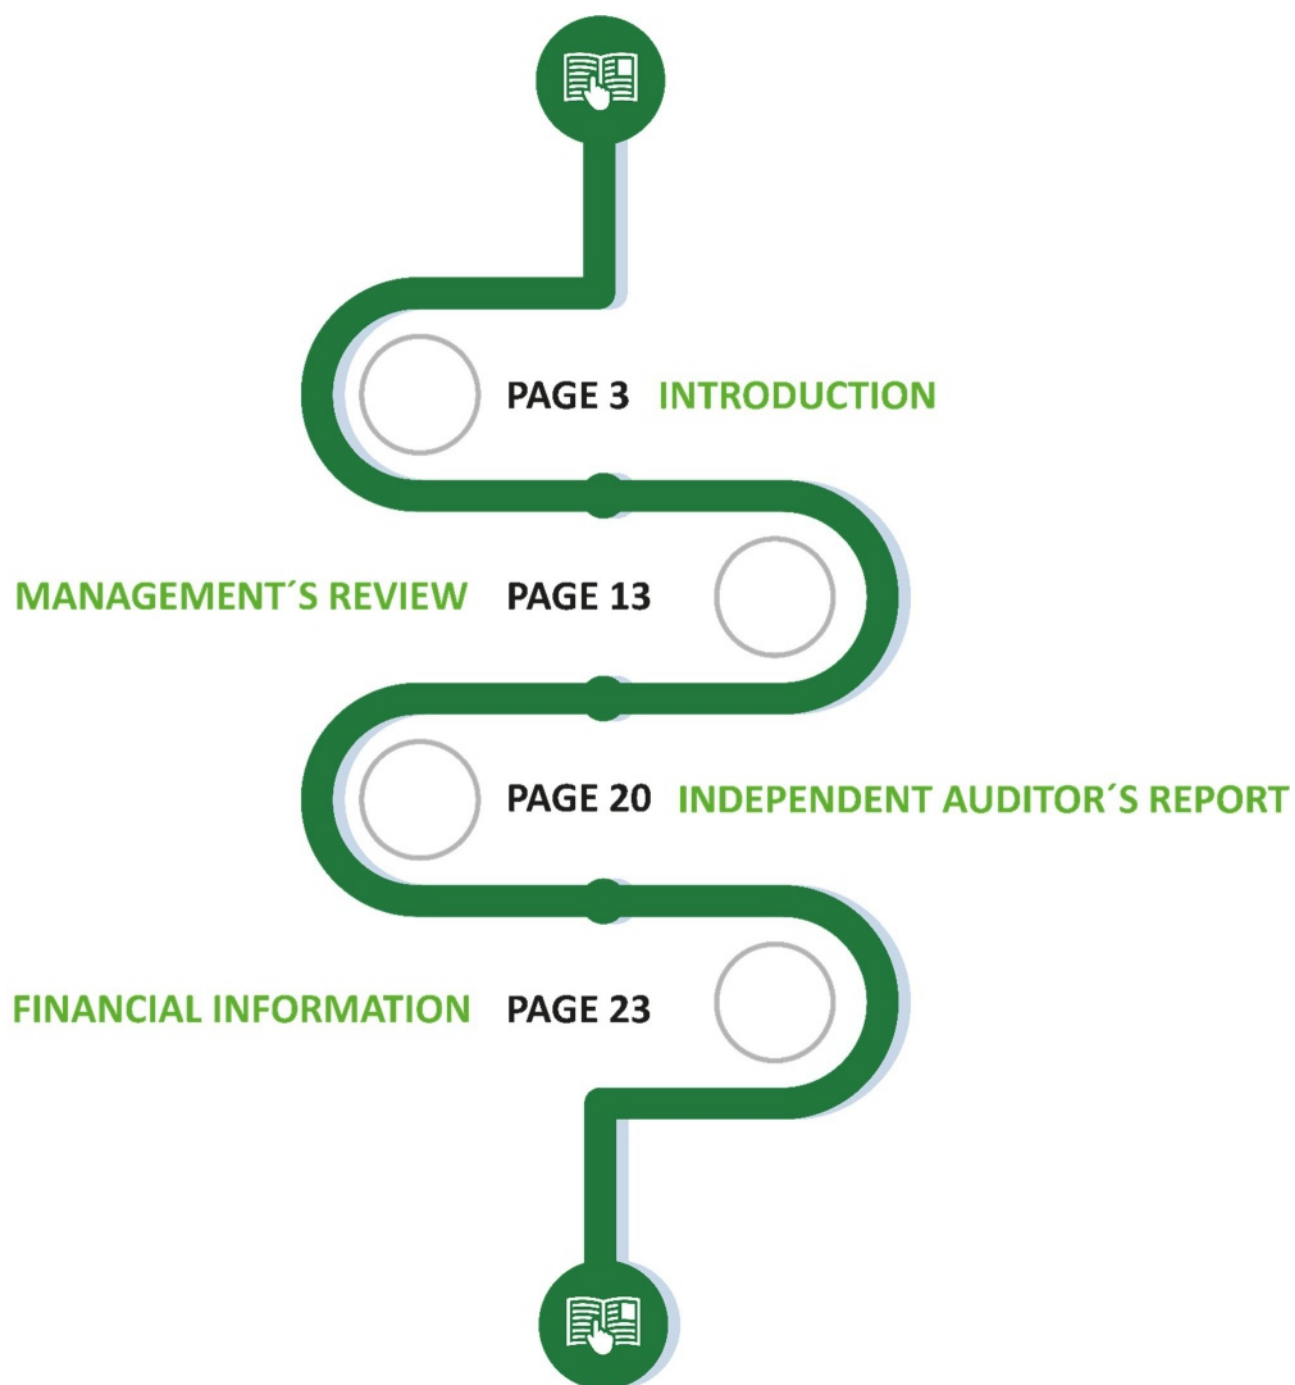 PAGE 3 INTRODUCTION
MANAGEMENT´S REVIEW PAGE 13
PAGE 20 INDEPENDENT AUDITOR´S REPORT
FINANCIAL INFORMATION PAGE 23